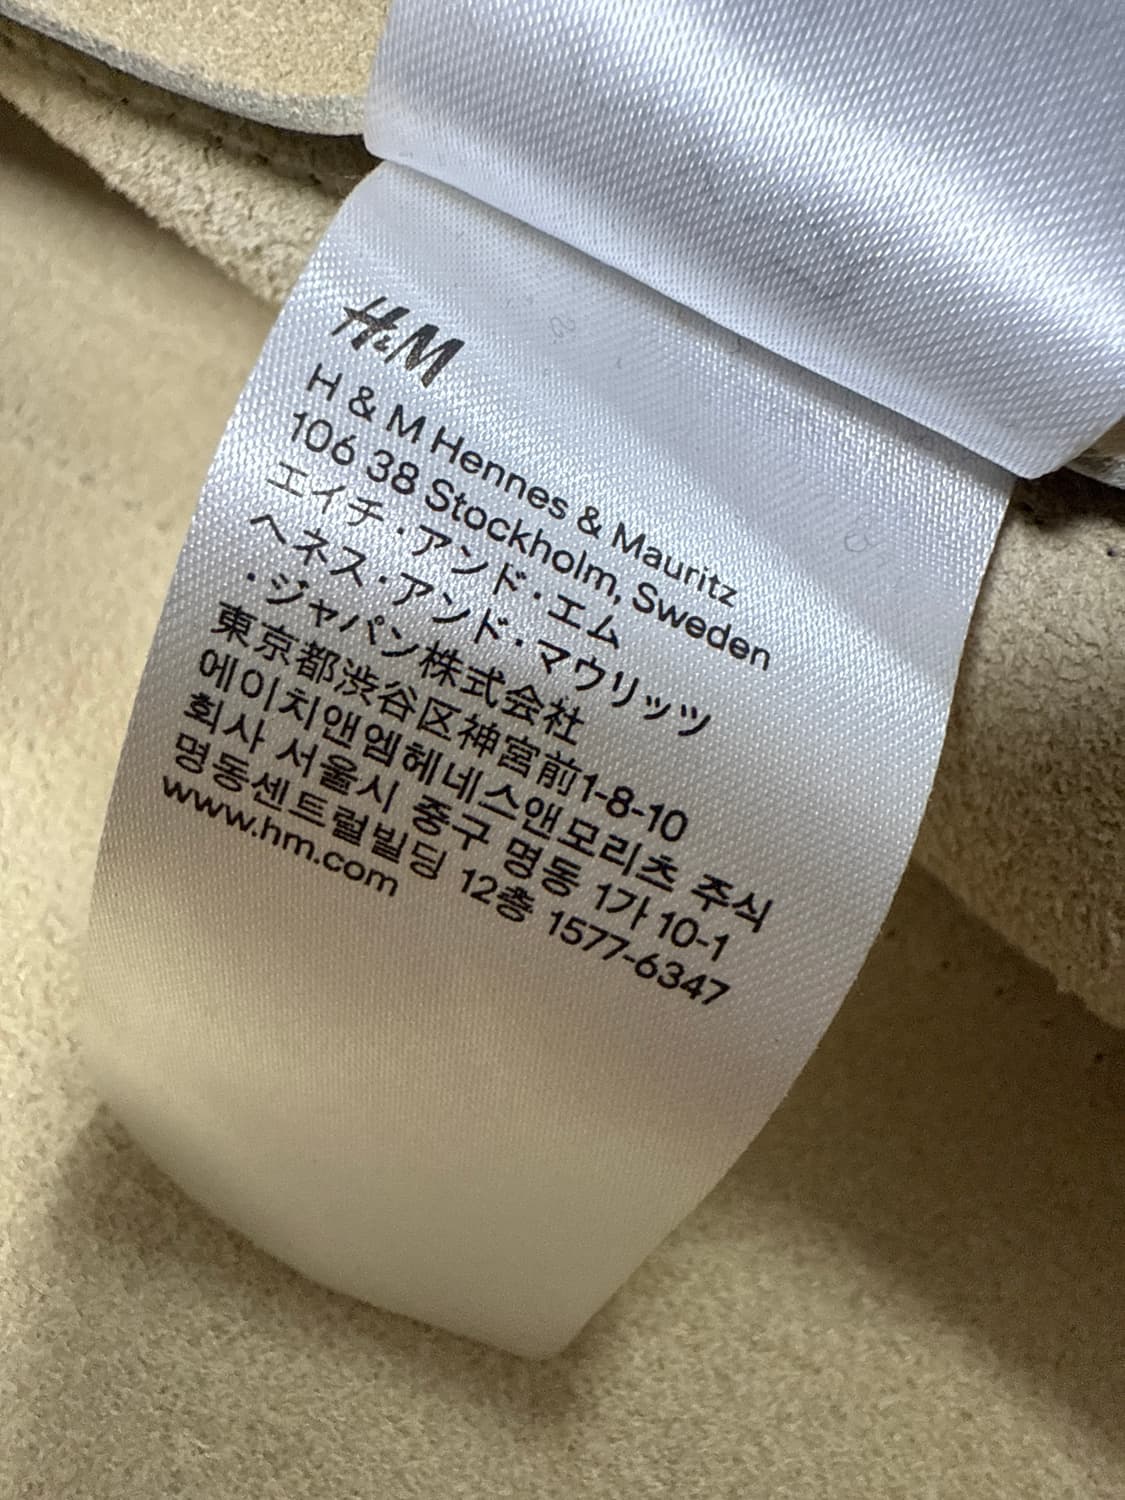 H&M
H & M Hennes & Mauritz
106 38 Stockholm, Sweden
エイチ・アンド・エム
ヘネス・アンド・マウリッツ
・ジャパン株式会社
東京都渋谷区神宮前1-8-10
에이치앤엠헤네스앤모리츠 주식
회사 서울시 중구 명동 1가 10-1
명동센트럴빌딩 12층 1577-6347
www.hm.com